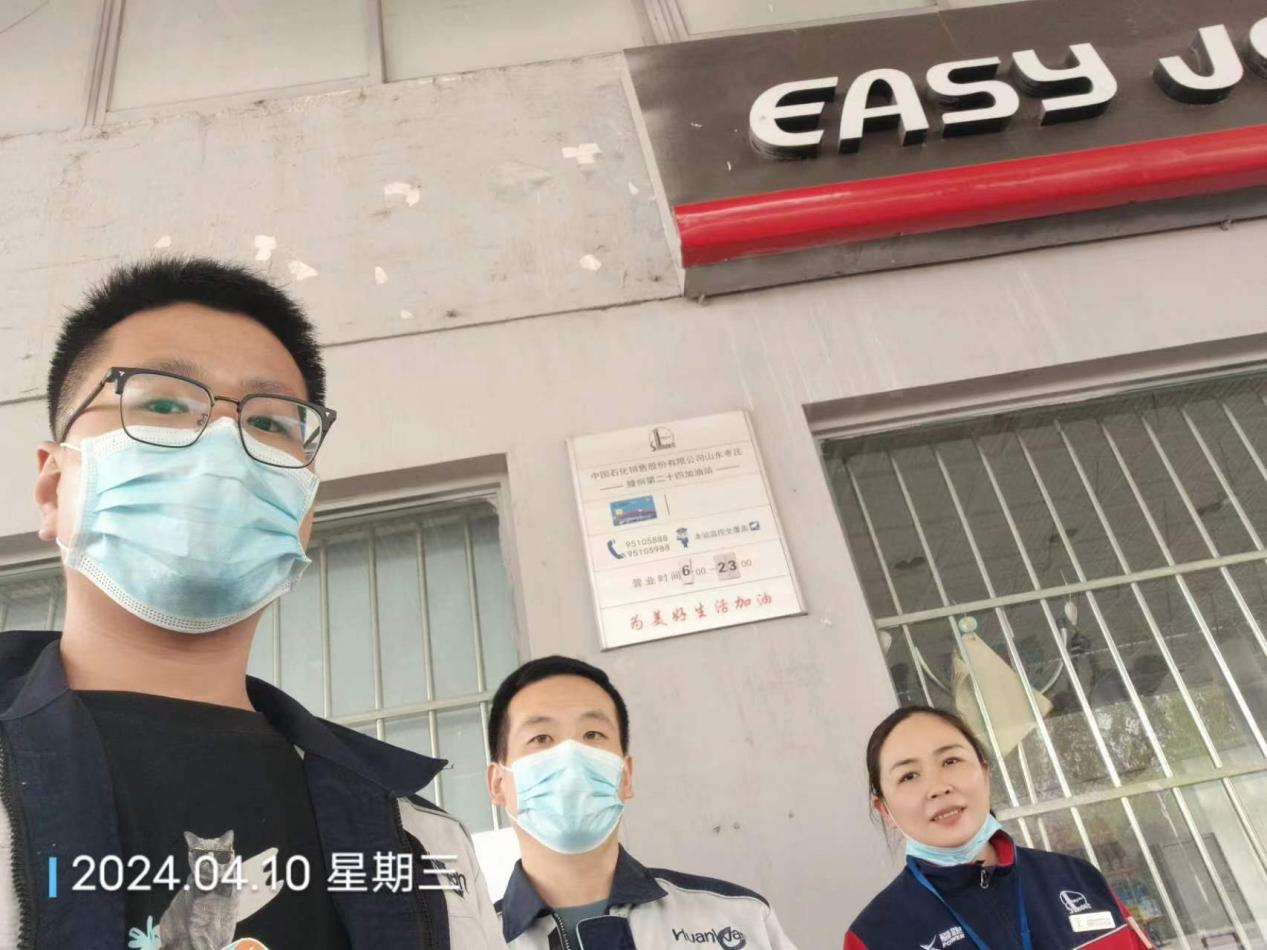 EASY J
中国石化销售股份有限公司山东枣庄
滕州第二十四加油站
95105888
95105988
本站监控全覆盖
营业时间 6:00-23:00
为美好生活加油
2024.04.10 星期三
HuanWa